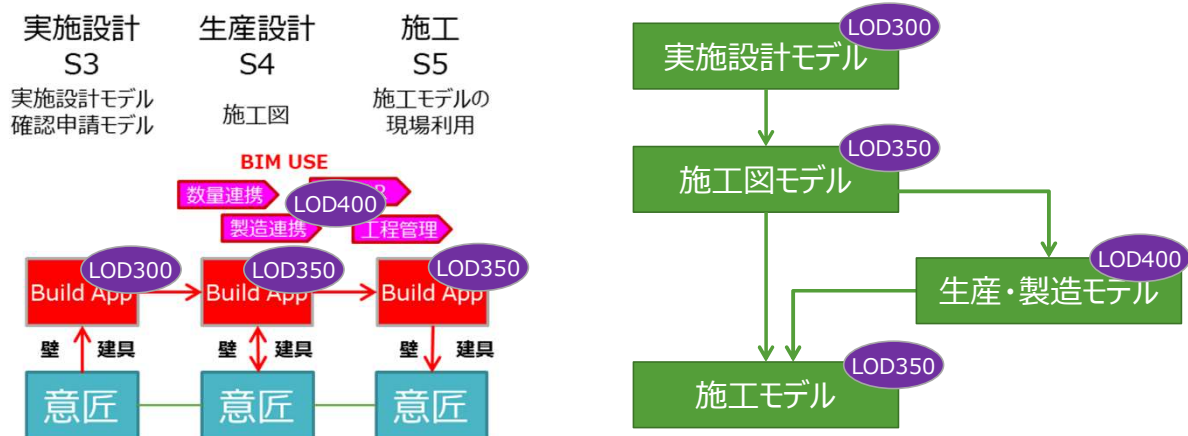 実施設計
S3
実施設計モデル
確認申請モデル
生産設計
S4
施工図
施工
S5
施工モデルの
現場利用
BIM USE
数量連携
LOD400
製造連携
工程管理
LOD300
Build App
LOD350
Build App
LOD350
Build App
壁 建具
壁 建具
壁 建具
意匠
意匠
意匠
LOD300
実施設計モデル
LOD350
施工図モデル
LOD400
生産・製造モデル
LOD350
施工モデル